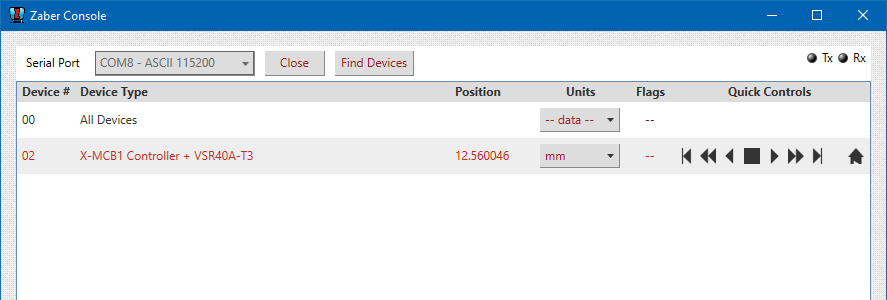 Zaber Console
Serial Port COM8 - ASCII 115200 Close Find Devices Tx Rx
Device # Device Type Position Units Flags Quick Controls
00 All Devices -- data -- --
02 X-MCB1 Controller + VSR40A-T3 12.560046 mm --